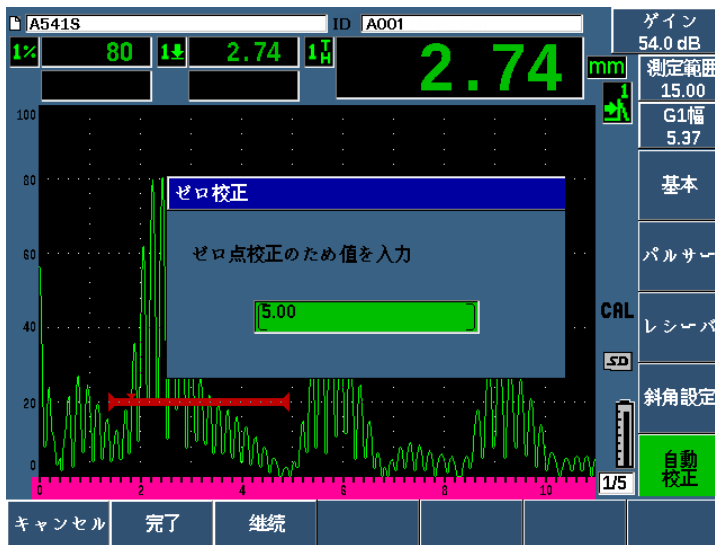 A541S ID A001 ゲイン
54.0 dB
1% 80 1 2.74 1TH 2.74 mm
測定範囲
15.00
1
G1幅
5.37
基本
パルサー
レシーバ
斜角設定
自動
校正
100
80
60
40
20
0
ゼロ校正
ゼロ点校正のため値を入力
5.00
CAL
SD
0 2 4 6 8 10
1/5
キャンセル 完了 継続